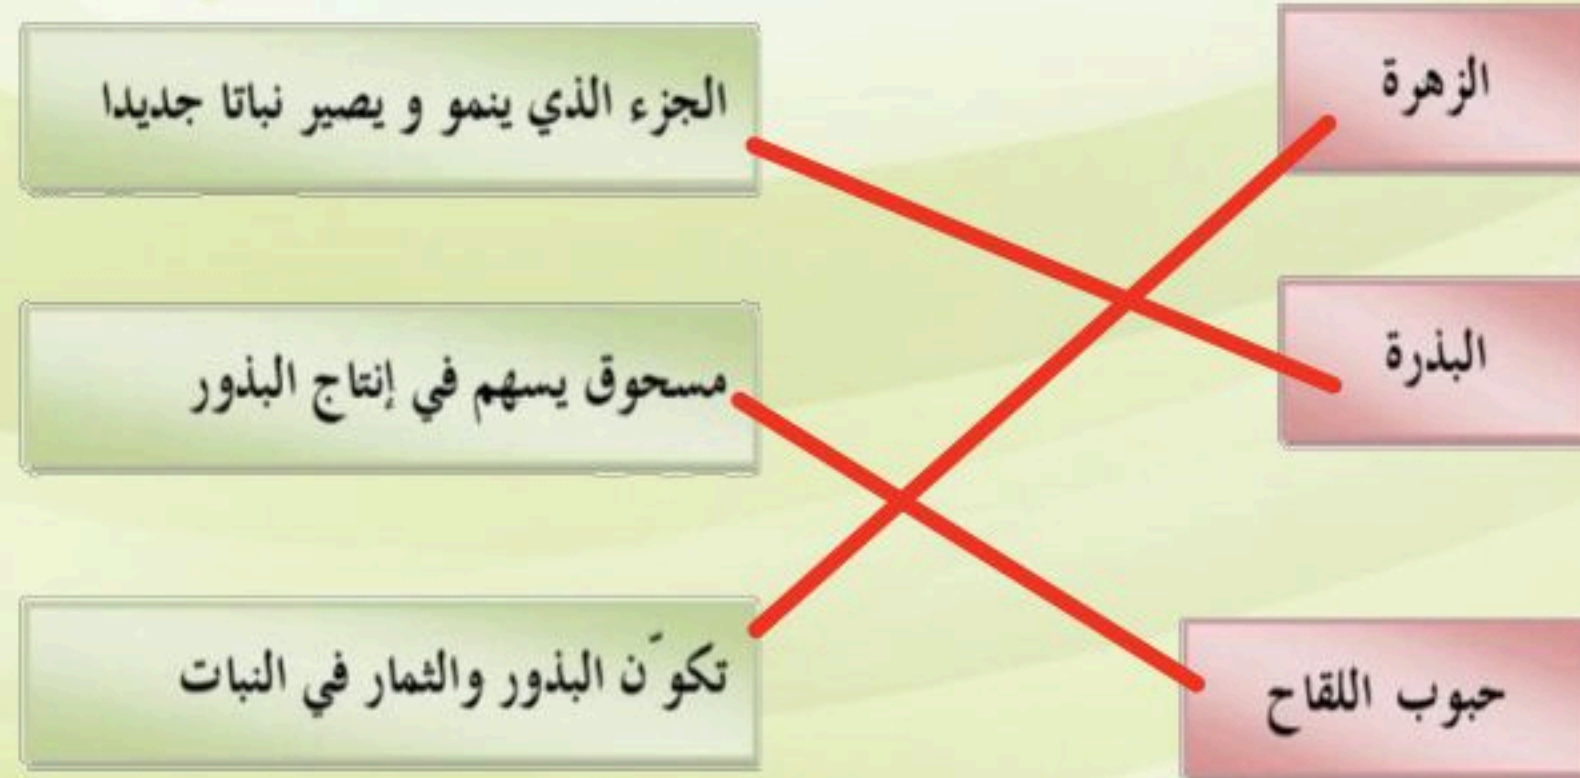 الزهرة
الجزء الذي ينمو و يصير نباتا جديدا
البذرة
مسحوق يسهم في إنتاج البذور
حبوب اللقاح
تكوّن البذور والثمار في النبات